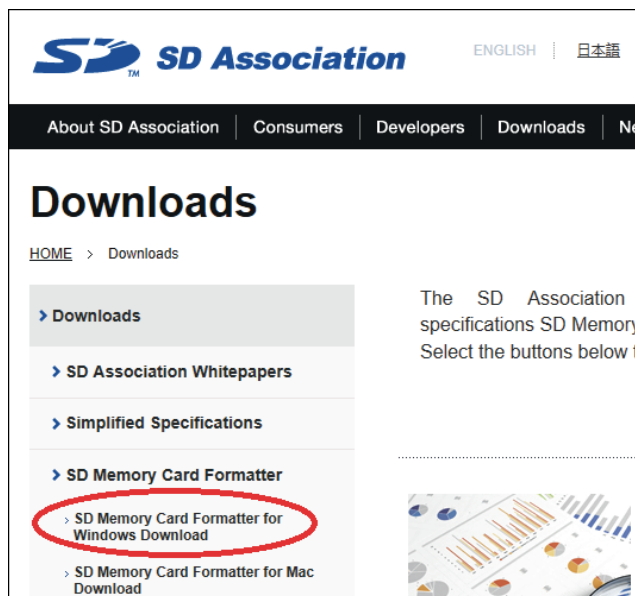 SD TM SD Association
ENGLISH 日本語
About SD Association Consumers Developers Downloads
Downloads
HOME > Downloads
Downloads
SD Association Whitepapers
Simplified Specifications
SD Memory Card Formatter
SD Memory Card Formatter for
Windows Download
SD Memory Card Formatter for Mac
Download
The SD Association
specifications SD Memory
Select the buttons below